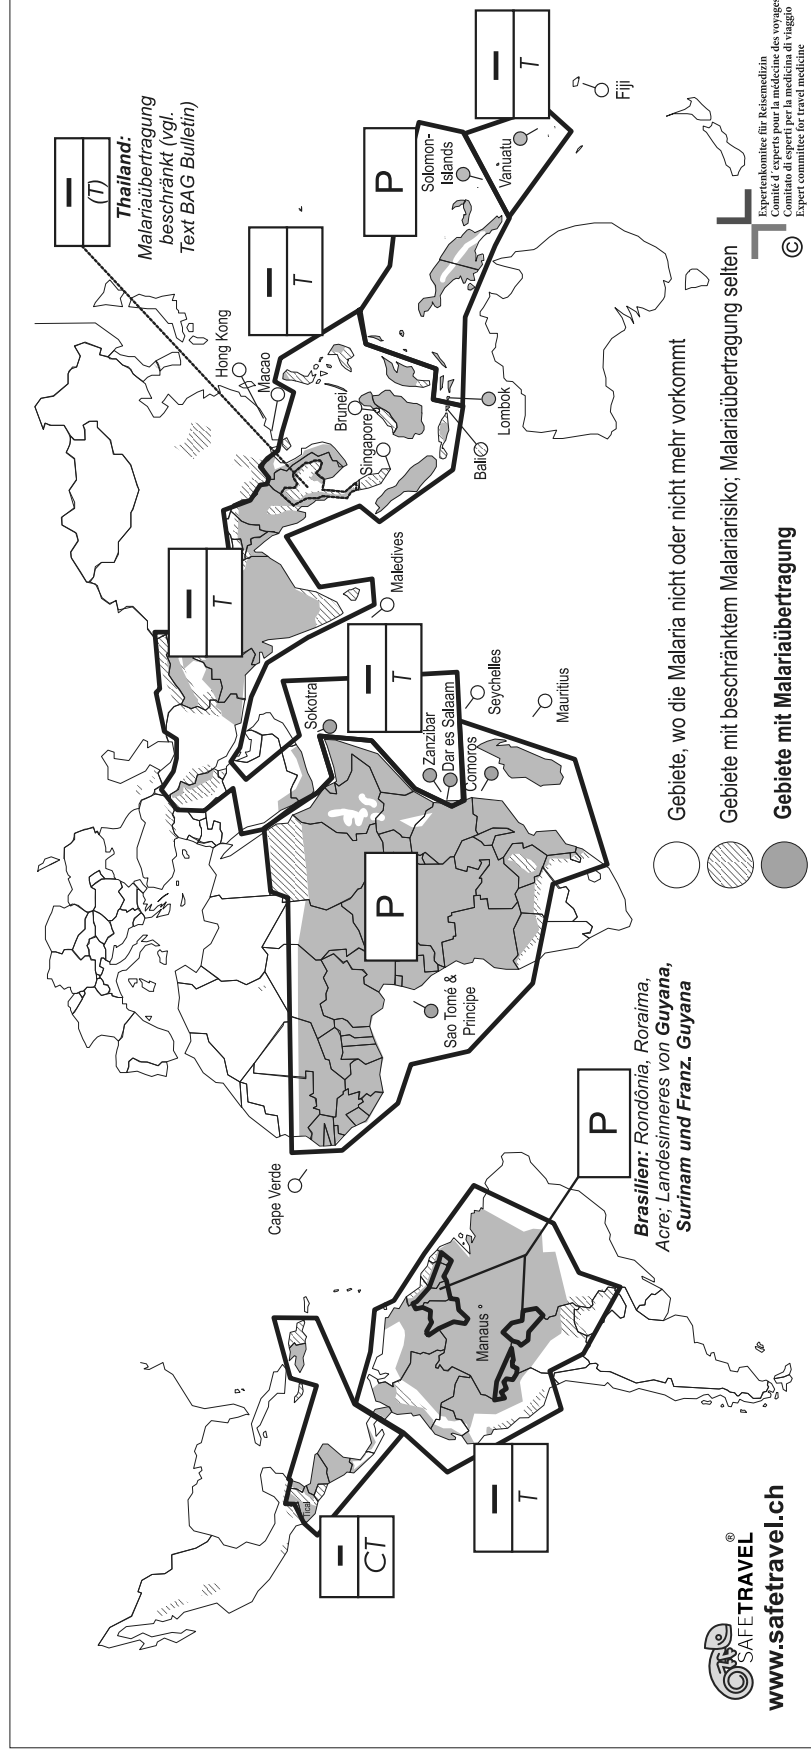 –
(T)
Thailand:
Malariaübertragung
beschränkt (vgl.
Text BAG Bulletin)
–
T
P
–
T
Hong Kong
Macao
Brunei
Singapore
Solomon-
Islands
Vanuatu
Fiji
Bali
Lombok
–
T
Maledives
–
T
Sokotra
Zanzibar
Dar es Salaam
Comoros
Seychelles
Mauritius
P
Sao Tomé &
Principe
Cape Verde
P
Brasilien: Rondônia, Roraima,
Acre; Landesinneres von Guyana,
Surinam und Franz. Guyana
Manaus °
Tical
–
CT
–
T
Gebiete, wo die Malaria nicht oder nicht mehr vorkommt
Gebiete mit beschränktem Malariarisiko; Malariaübertragung selten
Gebiete mit Malariaübertragung
SAFETRAVEL®
www.safetravel.ch
©
Expertenkomitee für Reisemedizin
Comité d'experts pour la médecine des voyages
Comitato di esperti per la medicina di viaggio
Expert committee for travel medicine